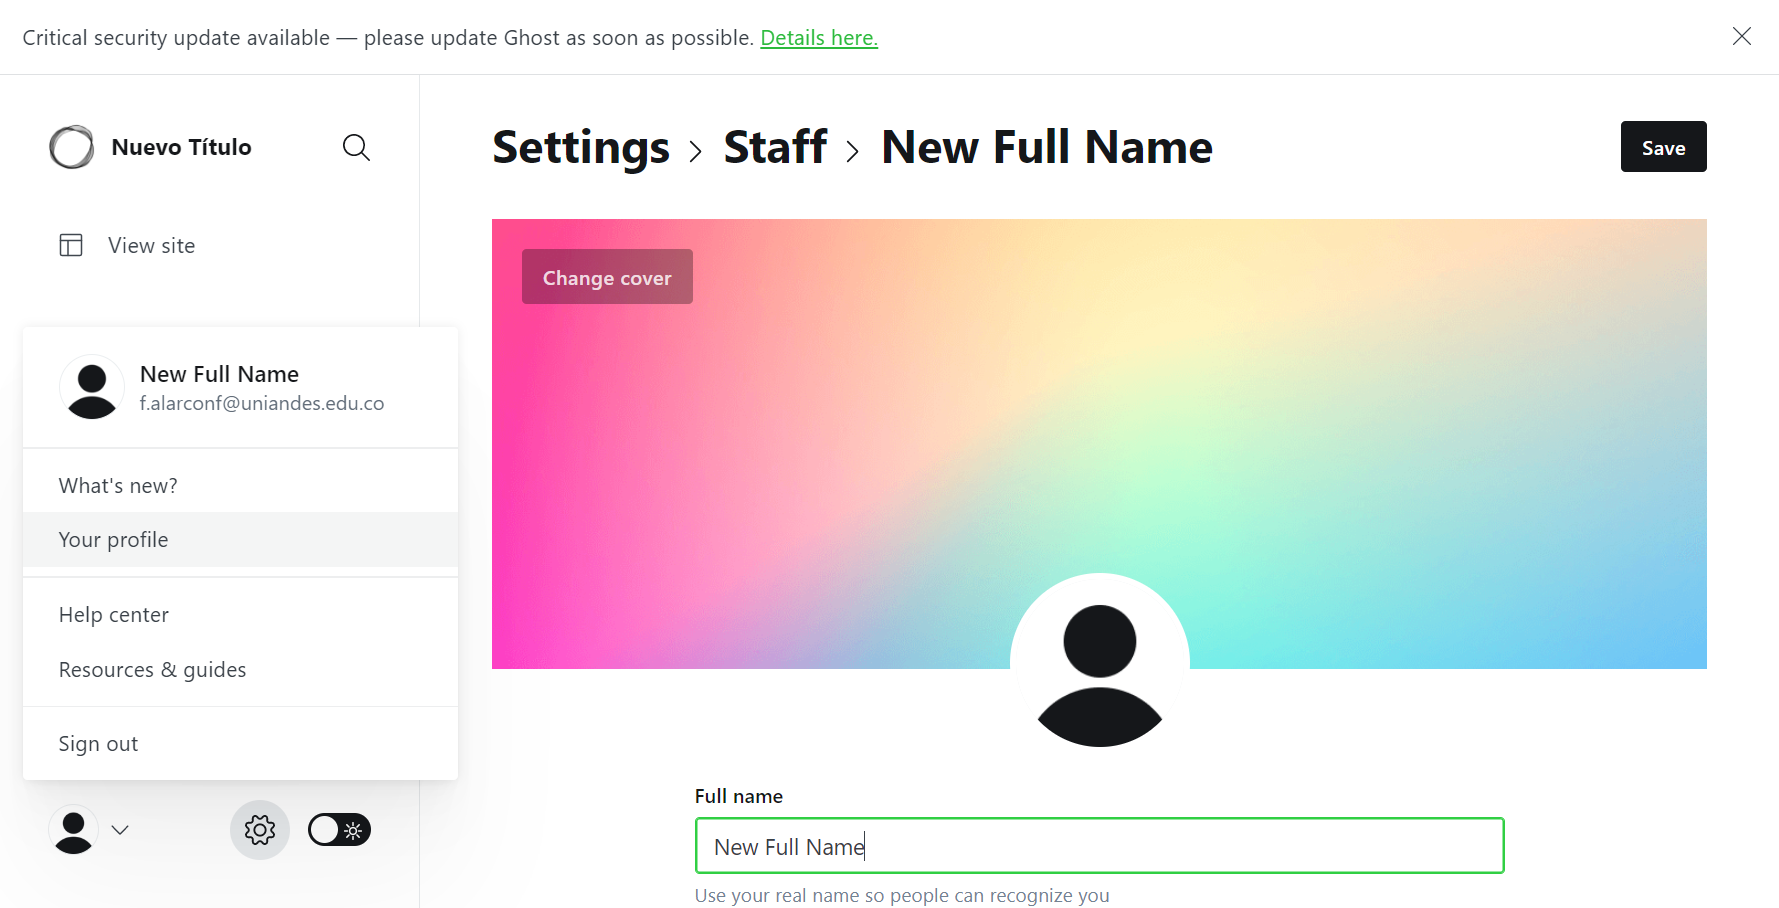 Critical security update available — please update Ghost as soon as possible. Details here.
Nuevo Título
View site
New Full Name
f.alarconf@uniandes.edu.co
What's new?
Your profile
Help center
Resources & guides
Sign out
Settings > Staff > New Full Name
Save
Change cover
Full name
New Full Name
Use your real name so people can recognize you